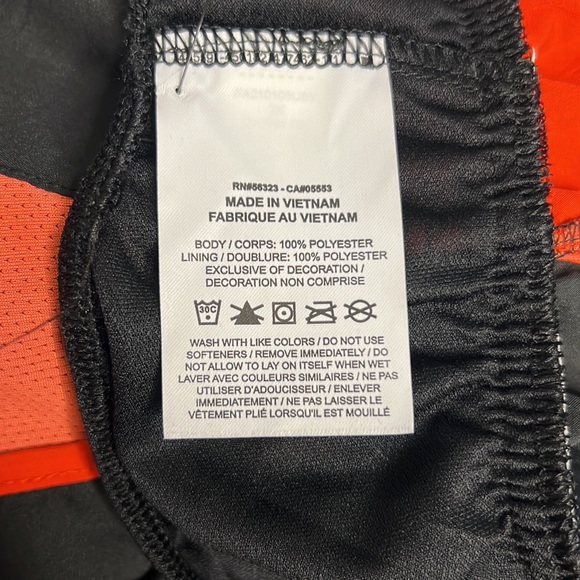 RN#56323 - CA#05553
MADE IN VIETNAM
FABRIQUE AU VIETNAM
BODY / CORPS: 100% POLYESTER
LINING / DOUBLURE: 100% POLYESTER
EXCLUSIVE OF DECORATION /
DECORATION NON COMPRISE
30C
WASH WITH LIKE COLORS / DO NOT USE
SOFTENERS / REMOVE IMMEDIATELY / DO
NOT ALLOW TO LAY ON ITSELF WHEN WET
LAVER AVEC COULEURS SIMILAIRES / NE PAS
UTILISER D'ADOUCISSEUR / ENLEVER
IMMEDIATEMENT / NE PAS LAISSER LE
VÊTEMENT PLIÉ LORSQU'IL EST MOUILLÉ